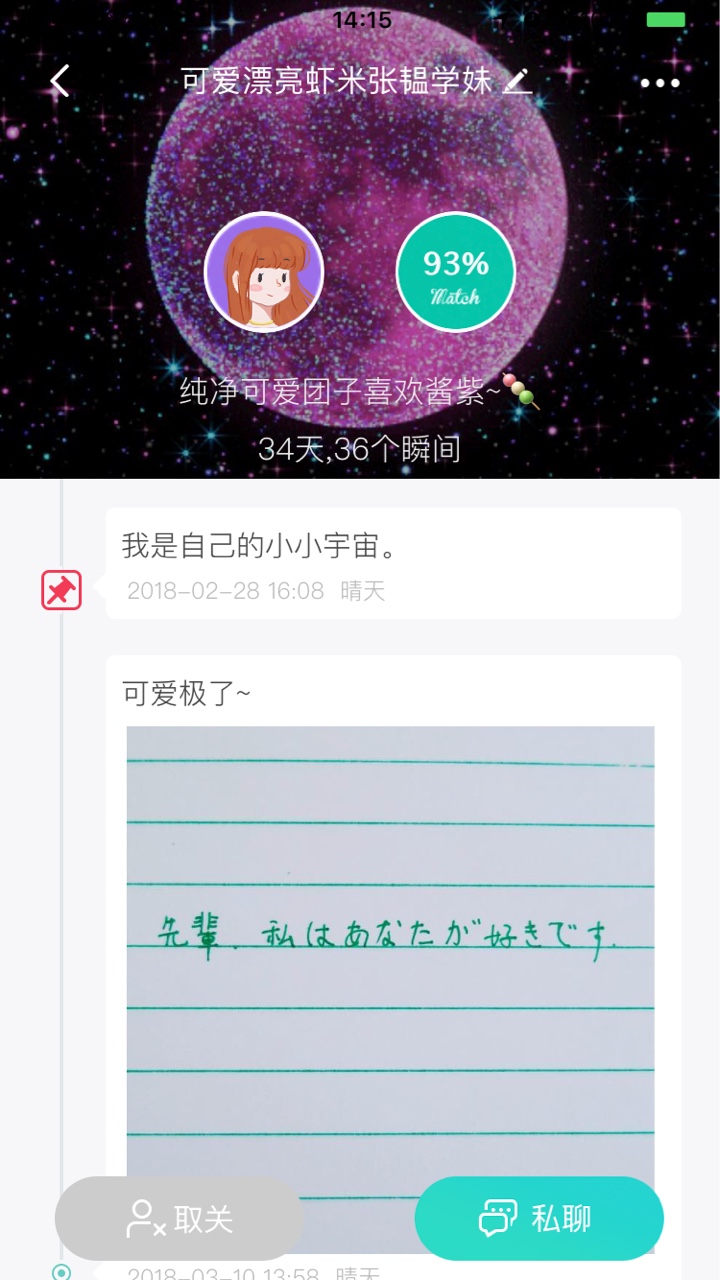 14:15
可爱漂亮虾米张韫学妹
93%
Match
纯净可爱团子喜欢酱紫~
34天,36个瞬间
我是自己的小小宇宙。
2018-02-28 16:08 晴天
可爱极了~
先輩．私はあなたが好きです．
取关 私聊
2018-03-10 13:58 晴天